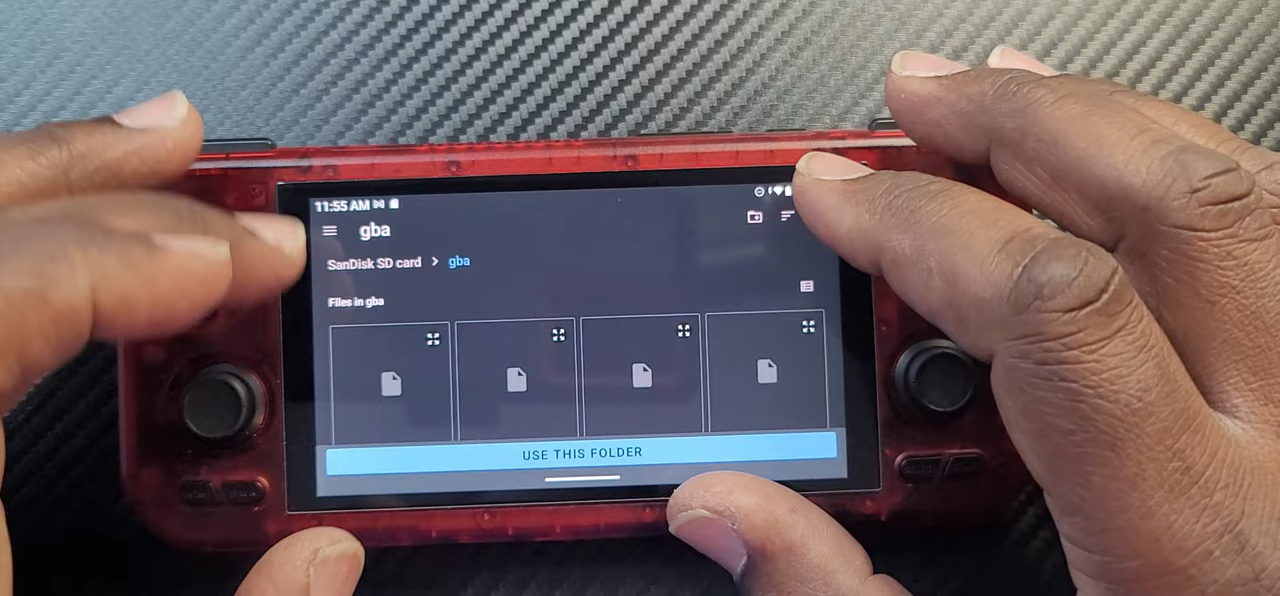 11:55 AM
gba
SanDisk SD card > gba
Files in gba
USE THIS FOLDER